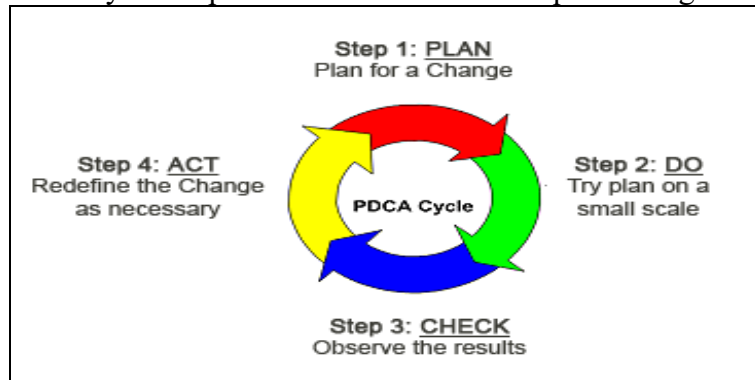 Step 1: PLAN
Plan for a Change
Step 4: ACT
Redefine the Change
as necessary
PDCA Cycle
Step 2: DO
Try plan on a
small scale
Step 3: CHECK
Observe the results